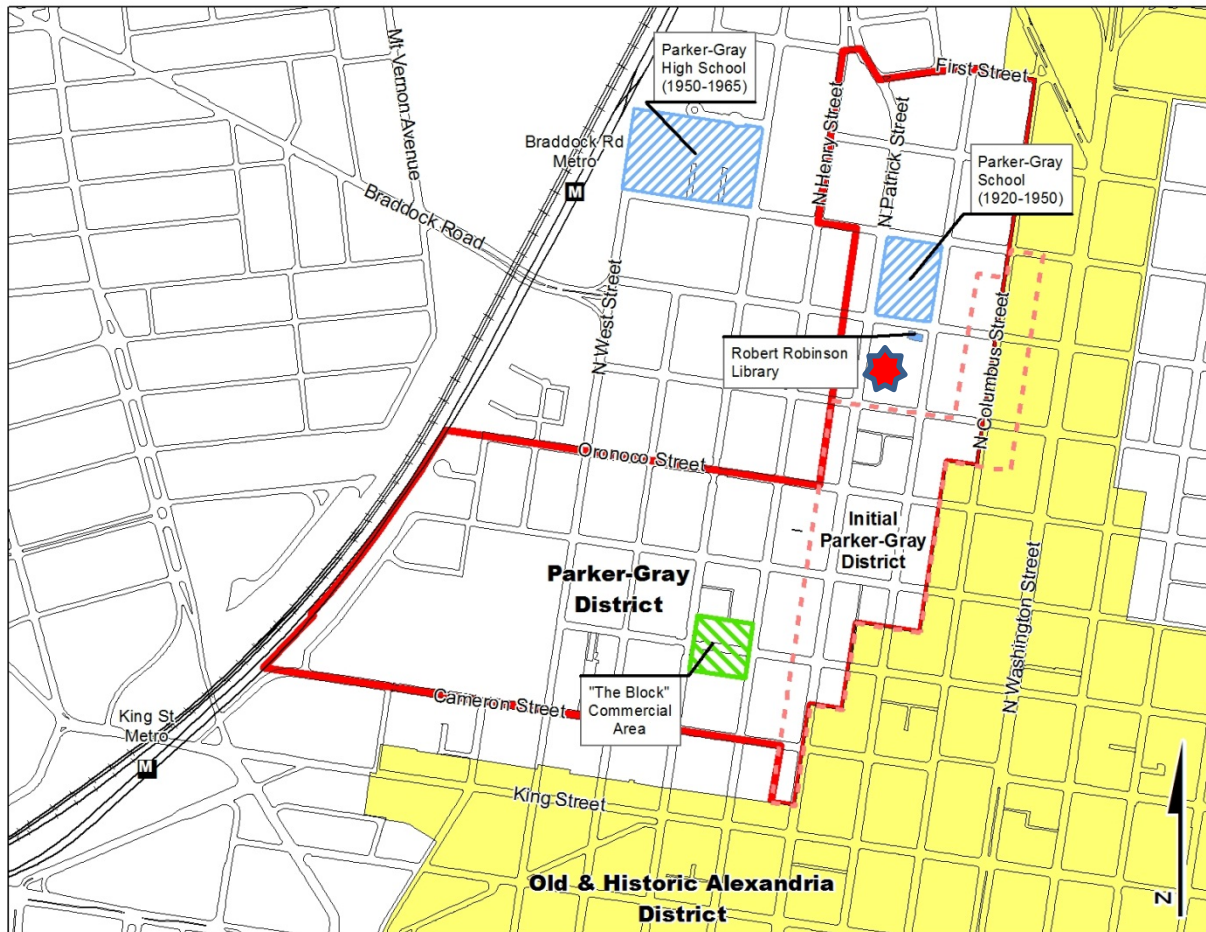 Parker-Gray
High School
(1950-1965)
First Street
Mt Vernon Avenue
Braddock Rd
Metro
M
N Henry Street
N Patrick Street
Parker-Gray
School
(1920-1950)
Braddock Road
N West Street
Robert Robinson
Library
N Columbus Street
Oronoco Street
Initial
Parker-Gray
District
Parker-Gray
District
N Washington Street
"The Block"
Commercial
Area
Cameron Street
King St
Metro
M
King Street
Old & Historic Alexandria
District
N